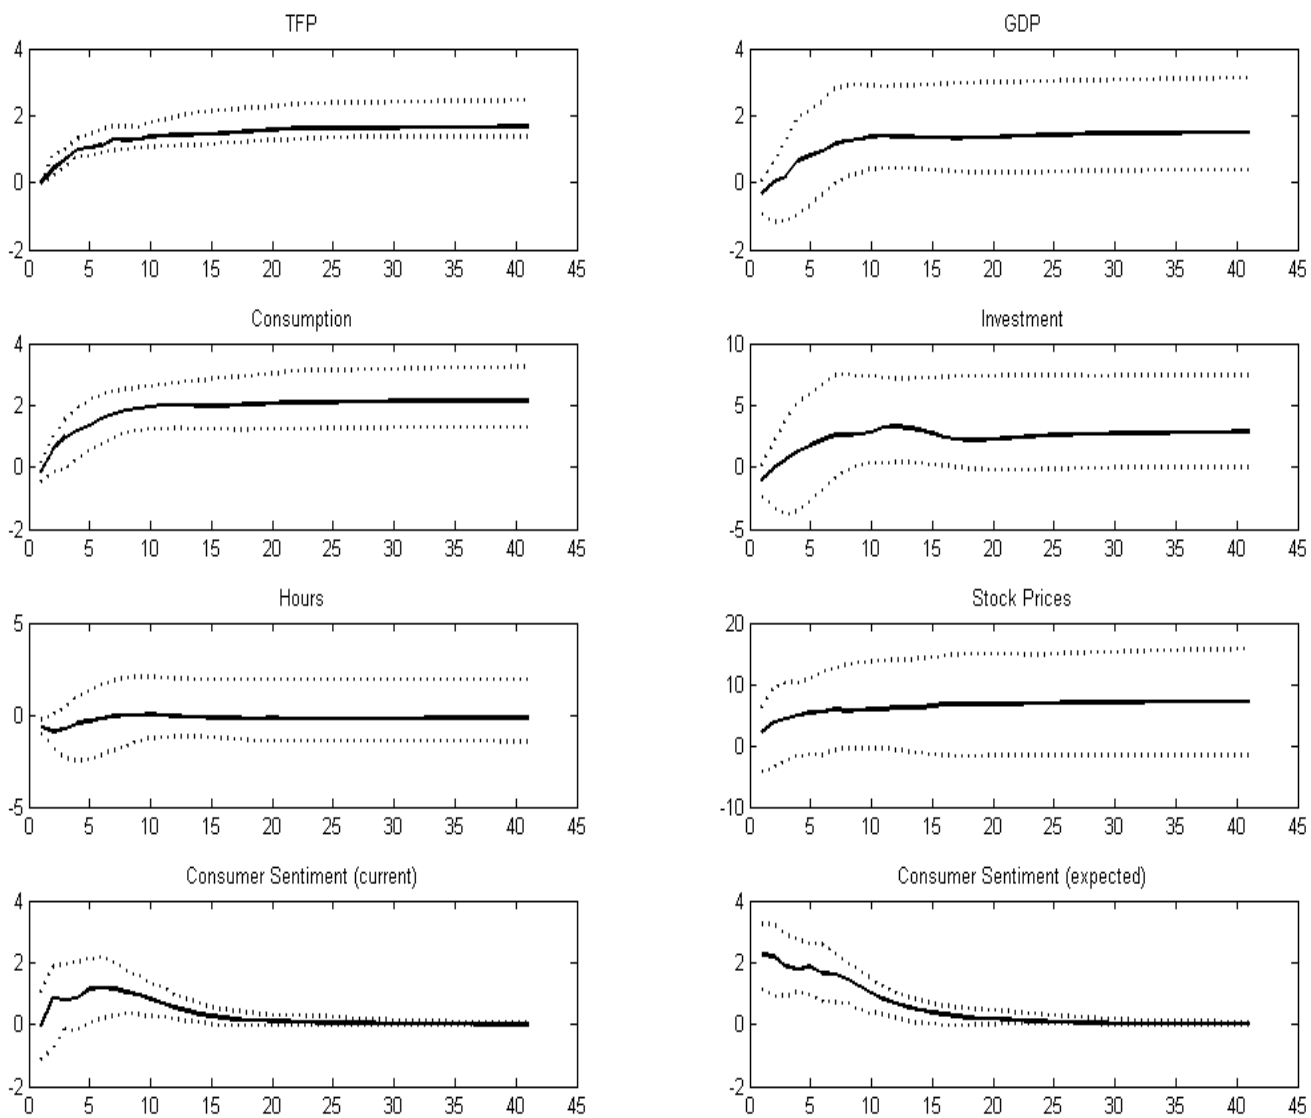 TFP
4
2
0
-2
0 5 10 15 20 25 30 35 40 45
GDP
4
2
0
-2
0 5 10 15 20 25 30 35 40 45
Consumption
4
2
0
-2
0 5 10 15 20 25 30 35 40 45
Investment
10
5
0
-5
0 5 10 15 20 25 30 35 40 45
Hours
5
0
-5
0 5 10 15 20 25 30 35 40 45
Stock Prices
20
10
0
-10
0 5 10 15 20 25 30 35 40 45
Consumer Sentiment (current)
4
2
0
-2
0 5 10 15 20 25 30 35 40 45
Consumer Sentiment (expected)
4
2
0
-2
0 5 10 15 20 25 30 35 40 45